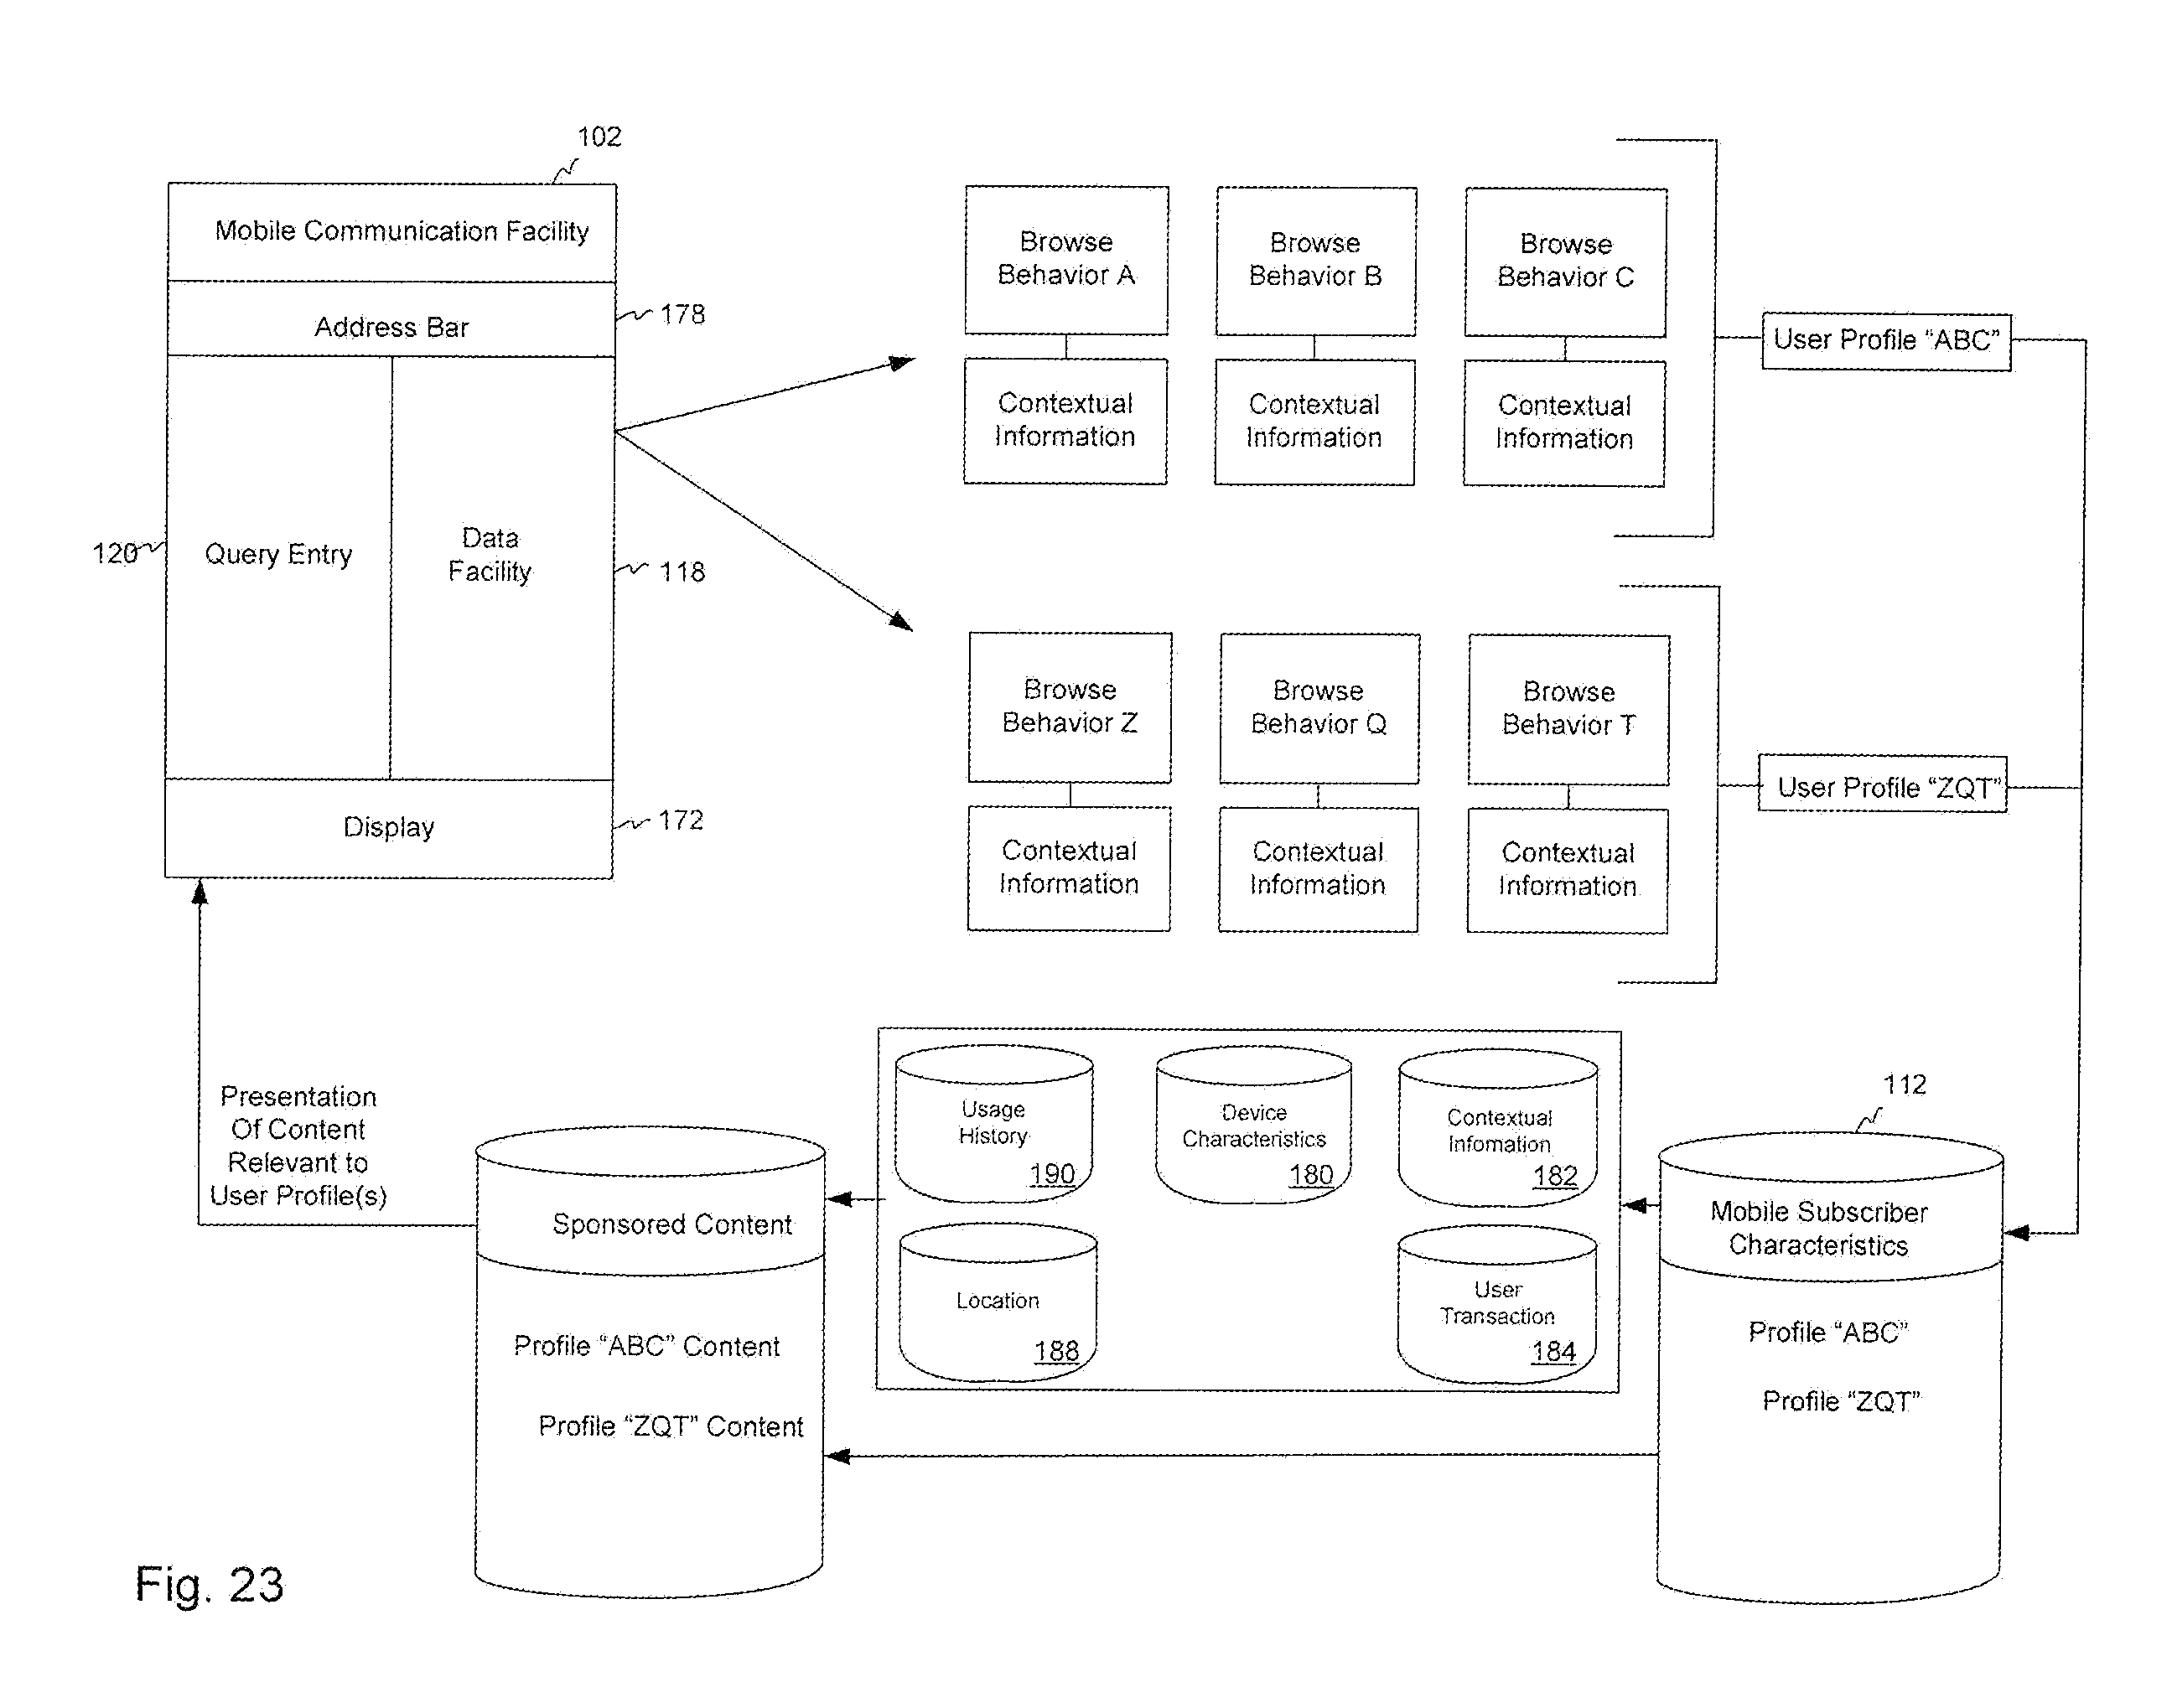 102
Mobile Communication Facility
Address Bar
178
120
Query Entry
Data
Facility
118
Display
172
Browse
Behavior A
Contextual
Information
Browse
Behavior B
Contextual
Information
Browse
Behavior C
Contextual
Information
User Profile “ABC”
Browse
Behavior Z
Contextual
Information
Browse
Behavior Q
Contextual
Information
Browse
Behavior T
Contextual
Information
User Profile “ZQT”
Presentation
Of Content
Relevant to
User Profile(s)
Sponsored Content
Profile “ABC” Content
Profile “ZQT” Content
Usage
History
190
Device
Characteristics
180
Contextual
Infomation
182
Location
188
User
Transaction
184
112
Mobile Subscriber
Characteristics
Profile “ABC”
Profile “ZQT”
Fig. 23